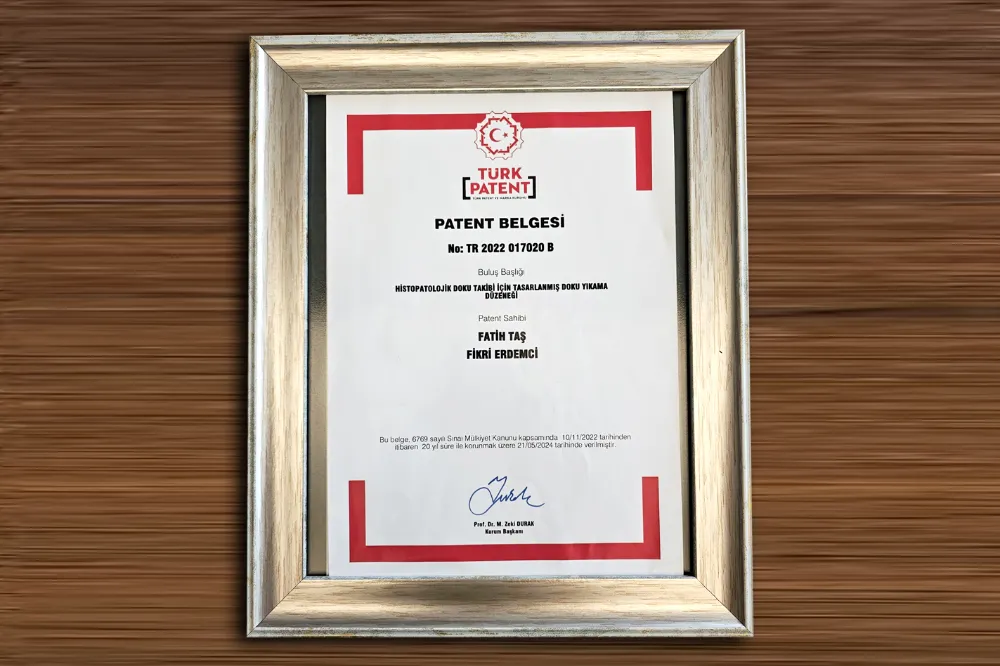 TÜRK
PATENT
TÜRK PATENT VE MARKA KURUMU
PATENT BELGESİ
No: TR 2022 017020 B
Buluş Başlığı
HİSTOPATOLOJİK DOKU TAKİBİ İÇİN TASARLANMIŞ DOKU YIKAMA
DÜZENEĞİ
Patent Sahibi
FATİH TAŞ
FİKRİ ERDEMCİ
Bu belge, 6769 sayılı Sınai Mülkiyet Kanunu kapsamında 10/11/2022 tarihinden
itibaren 20 yıl süre ile korunmak üzere 21/05/2024 tarihinde verilmiştir.
Prof. Dr. M. Zeki DURAK
Kurum Başkanı